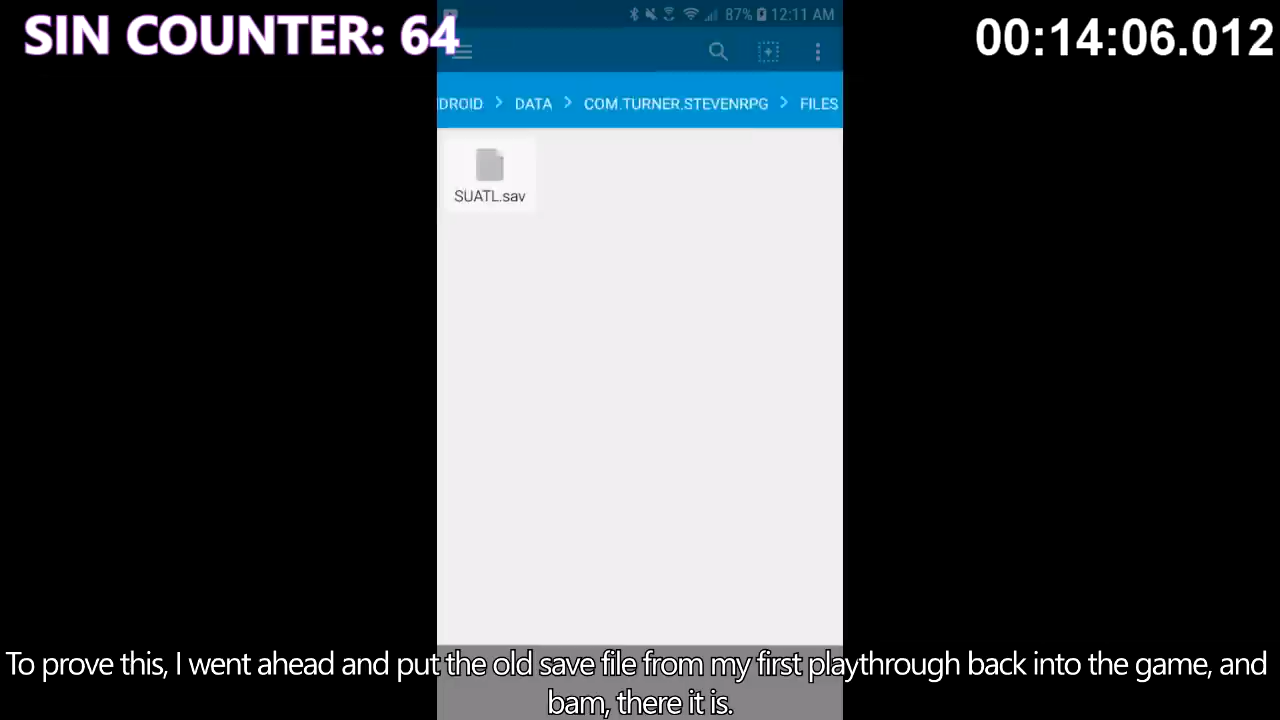 SIN COUNTER: 64
00:14:06.012
87% 12:11 AM
DROID > DATA > COM.TURNER.STEVENRPG > FILES
SUATL.sav
To prove this, I went ahead and put the old save file from my first playthrough back into the game, and
bam, there it is.